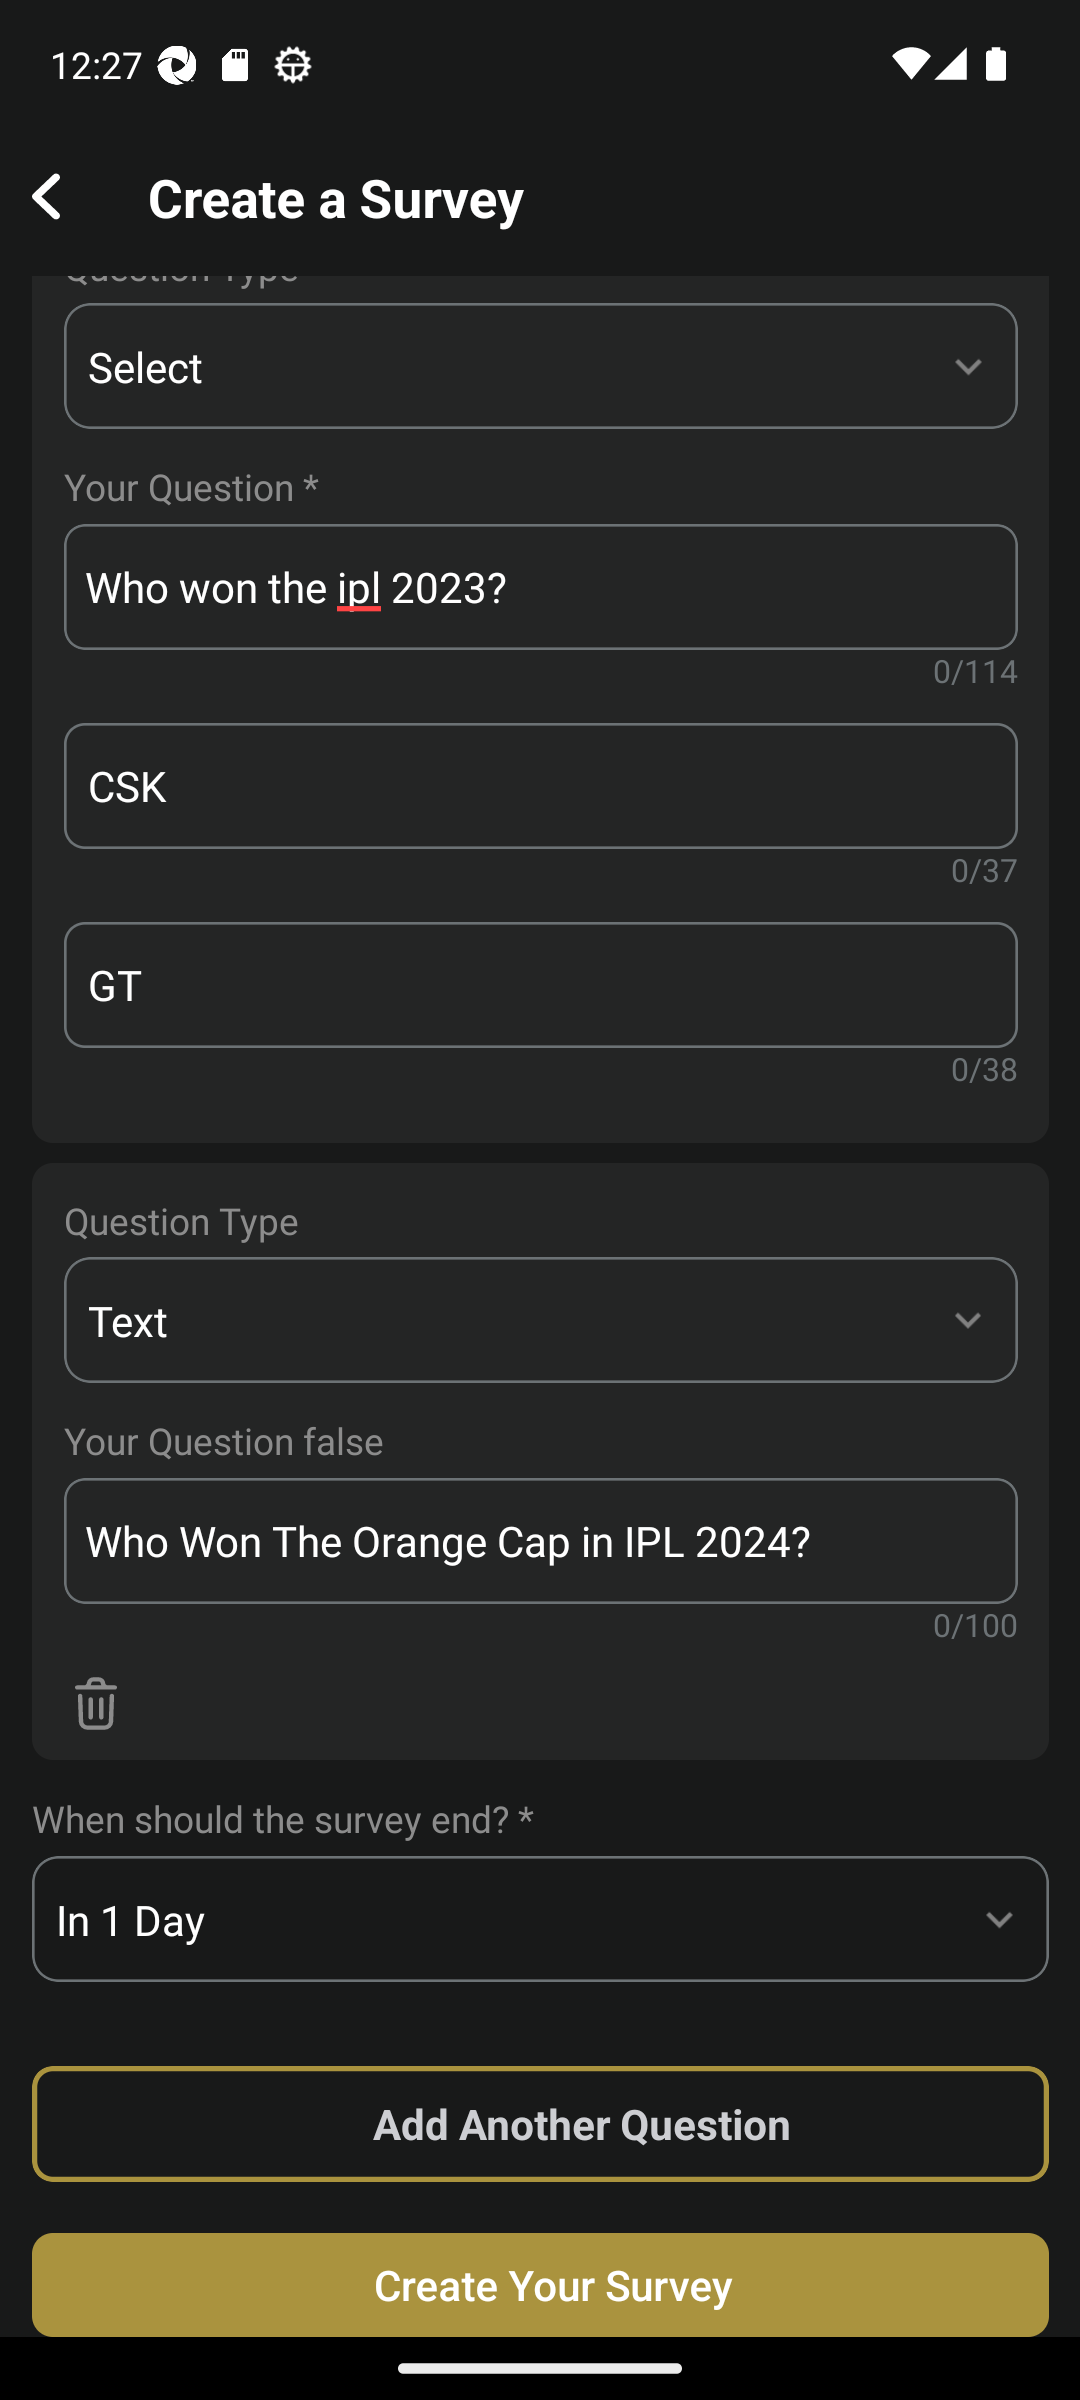 12:27
Create a Survey
Question Type
Select
Your Question *
Who won the ipl 2023?
0/114
CSK
0/37
GT
0/38
Question Type
Text
Your Question false
Who Won The Orange Cap in IPL 2024?
0/100
When should the survey end? *
In 1 Day
Add Another Question
Create Your Survey